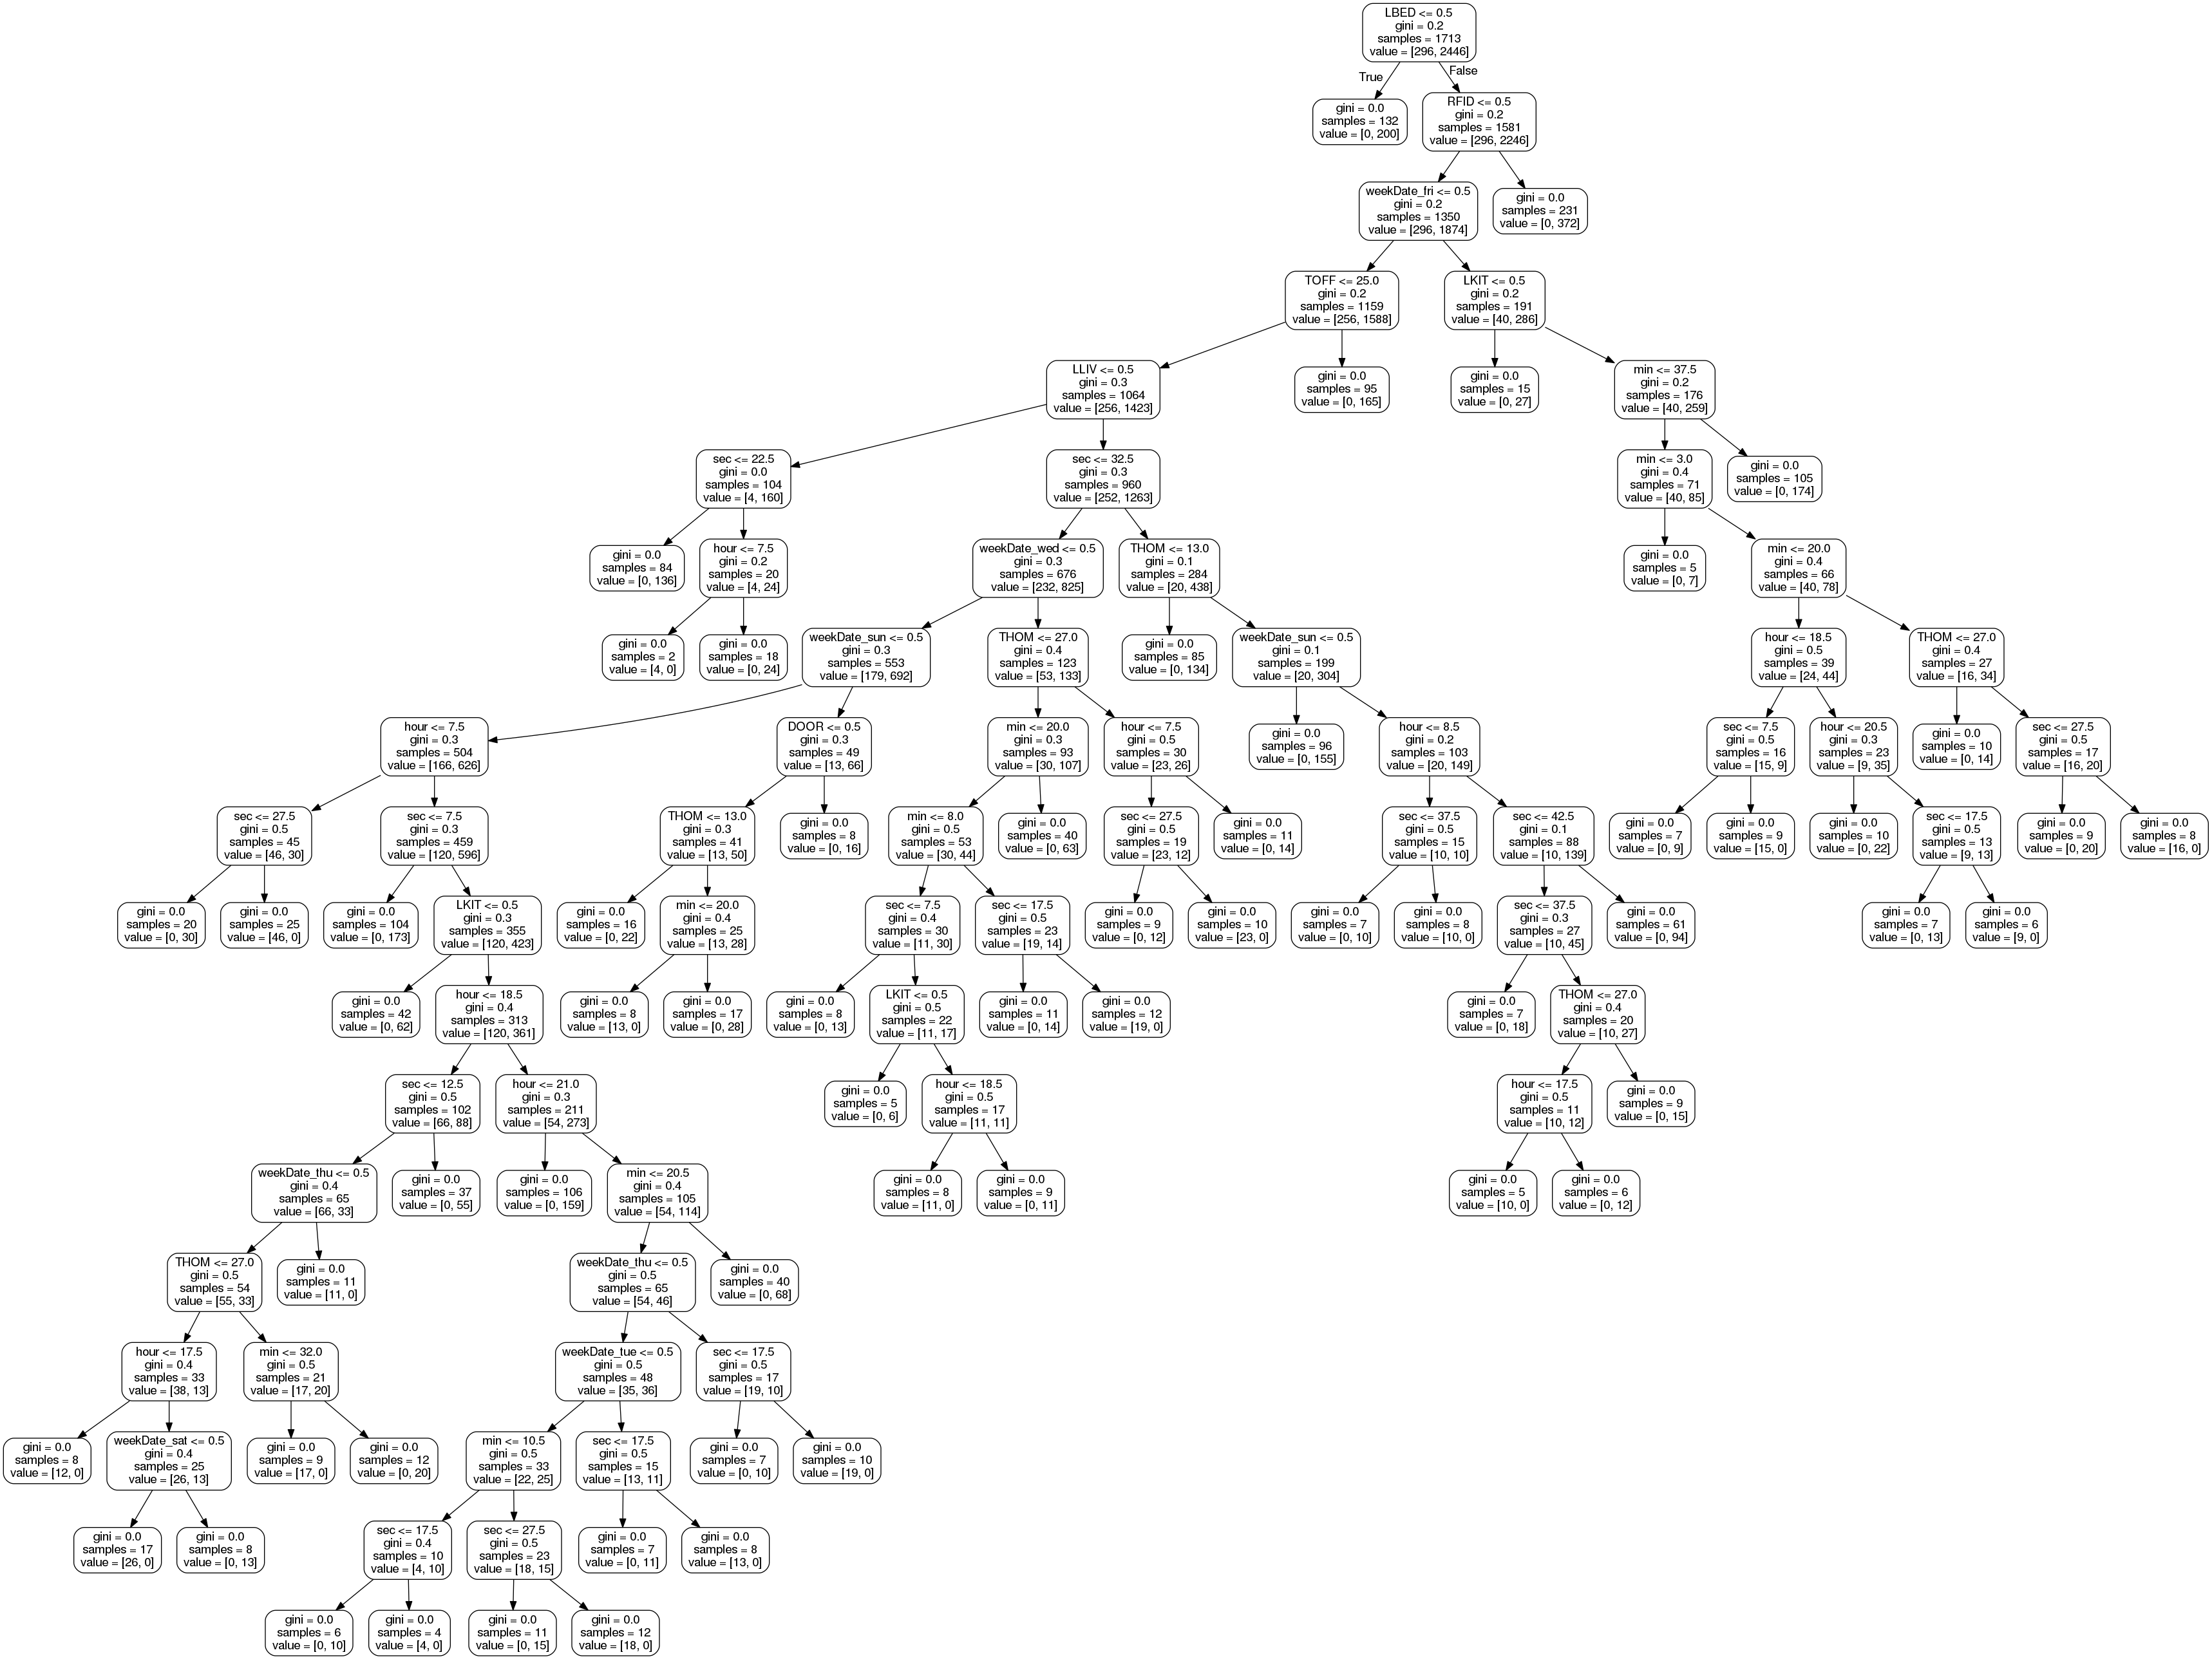 LBED <= 0.5
gini = 0.2
samples = 1713
value = [296, 2446]
True
False
gini = 0.0
samples = 132
value = [0, 200]
RFID <= 0.5
gini = 0.2
samples = 1581
value = [296, 2246]
weekDate_fri <= 0.5
gini = 0.2
samples = 1350
value = [296, 1874]
gini = 0.0
samples = 231
value = [0, 372]
TOFF <= 25.0
gini = 0.2
samples = 1159
value = [256, 1588]
LKIT <= 0.5
gini = 0.2
samples = 191
value = [40, 286]
LLIV <= 0.5
gini = 0.3
samples = 1064
value = [256, 1423]
gini = 0.0
samples = 95
value = [0, 165]
gini = 0.0
samples = 15
value = [0, 27]
min <= 37.5
gini = 0.2
samples = 176
value = [40, 259]
sec <= 22.5
gini = 0.0
samples = 104
value = [4, 160]
sec <= 32.5
gini = 0.3
samples = 960
value = [252, 1263]
min <= 3.0
gini = 0.4
samples = 71
value = [40, 85]
gini = 0.0
samples = 105
value = [0, 174]
gini = 0.0
samples = 84
value = [0, 136]
hour <= 7.5
gini = 0.2
samples = 20
value = [4, 24]
weekDate_wed <= 0.5
gini = 0.3
samples = 676
value = [232, 825]
THOM <= 13.0
gini = 0.1
samples = 284
value = [20, 438]
gini = 0.0
samples = 5
value = [0, 7]
min <= 20.0
gini = 0.4
samples = 66
value = [40, 78]
gini = 0.0
samples = 2
value = [4, 0]
gini = 0.0
samples = 18
value = [0, 24]
weekDate_sun <= 0.5
gini = 0.3
samples = 553
value = [179, 692]
THOM <= 27.0
gini = 0.4
samples = 123
value = [53, 133]
gini = 0.0
samples = 85
value = [0, 134]
weekDate_sun <= 0.5
gini = 0.1
samples = 199
value = [20, 304]
hour <= 18.5
gini = 0.5
samples = 39
value = [24, 44]
THOM <= 27.0
gini = 0.4
samples = 27
value = [16, 34]
hour <= 7.5
gini = 0.3
samples = 504
value = [166, 626]
DOOR <= 0.5
gini = 0.3
samples = 49
value = [13, 66]
min <= 20.0
gini = 0.3
samples = 93
value = [30, 107]
hour <= 7.5
gini = 0.5
samples = 30
value = [23, 26]
gini = 0.0
samples = 96
value = [0, 155]
hour <= 8.5
gini = 0.2
samples = 103
value = [20, 149]
sec <= 7.5
gini = 0.5
samples = 16
value = [15, 9]
hour <= 20.5
gini = 0.3
samples = 23
value = [9, 35]
gini = 0.0
samples = 10
value = [0, 14]
sec <= 27.5
gini = 0.5
samples = 17
value = [16, 20]
sec <= 27.5
gini = 0.5
samples = 45
value = [46, 30]
sec <= 7.5
gini = 0.3
samples = 459
value = [120, 596]
THOM <= 13.0
gini = 0.3
samples = 41
value = [13, 50]
gini = 0.0
samples = 8
value = [0, 16]
min <= 8.0
gini = 0.5
samples = 53
value = [30, 44]
gini = 0.0
samples = 40
value = [0, 63]
sec <= 27.5
gini = 0.5
samples = 19
value = [23, 12]
gini = 0.0
samples = 11
value = [0, 14]
sec <= 37.5
gini = 0.5
samples = 15
value = [10, 10]
sec <= 42.5
gini = 0.1
samples = 88
value = [10, 139]
gini = 0.0
samples = 7
value = [0, 9]
gini = 0.0
samples = 9
value = [15, 0]
gini = 0.0
samples = 10
value = [0, 22]
sec <= 17.5
gini = 0.5
samples = 13
value = [9, 13]
gini = 0.0
samples = 9
value = [0, 20]
gini = 0.0
samples = 8
value = [16, 0]
gini = 0.0
samples = 20
value = [0, 30]
gini = 0.0
samples = 25
value = [46, 0]
gini = 0.0
samples = 104
value = [0, 173]
LKIT <= 0.5
gini = 0.3
samples = 355
value = [120, 423]
gini = 0.0
samples = 16
value = [0, 22]
min <= 20.0
gini = 0.4
samples = 25
value = [13, 28]
sec <= 7.5
gini = 0.4
samples = 30
value = [11, 30]
sec <= 17.5
gini = 0.5
samples = 23
value = [19, 14]
gini = 0.0
samples = 9
value = [0, 12]
gini = 0.0
samples = 10
value = [23, 0]
gini = 0.0
samples = 7
value = [0, 10]
gini = 0.0
samples = 8
value = [10, 0]
sec <= 37.5
gini = 0.3
samples = 27
value = [10, 45]
gini = 0.0
samples = 61
value = [0, 94]
gini = 0.0
samples = 7
value = [0, 13]
gini = 0.0
samples = 6
value = [9, 0]
gini = 0.0
samples = 42
value = [0, 62]
hour <= 18.5
gini = 0.4
samples = 313
value = [120, 361]
gini = 0.0
samples = 8
value = [13, 0]
gini = 0.0
samples = 17
value = [0, 28]
gini = 0.0
samples = 8
value = [0, 13]
LKIT <= 0.5
gini = 0.5
samples = 22
value = [11, 17]
gini = 0.0
samples = 11
value = [0, 14]
gini = 0.0
samples = 12
value = [19, 0]
gini = 0.0
samples = 7
value = [0, 18]
THOM <= 27.0
gini = 0.4
samples = 20
value = [10, 27]
sec <= 12.5
gini = 0.5
samples = 102
value = [66, 88]
hour <= 21.0
gini = 0.3
samples = 211
value = [54, 273]
gini = 0.0
samples = 5
value = [0, 6]
hour <= 18.5
gini = 0.5
samples = 17
value = [11, 11]
hour <= 17.5
gini = 0.5
samples = 11
value = [10, 12]
gini = 0.0
samples = 9
value = [0, 15]
weekDate_thu <= 0.5
gini = 0.4
samples = 65
value = [66, 33]
gini = 0.0
samples = 37
value = [0, 55]
gini = 0.0
samples = 106
value = [0, 159]
min <= 20.5
gini = 0.4
samples = 105
value = [54, 114]
gini = 0.0
samples = 8
value = [11, 0]
gini = 0.0
samples = 9
value = [0, 11]
gini = 0.0
samples = 5
value = [10, 0]
gini = 0.0
samples = 6
value = [0, 12]
THOM <= 27.0
gini = 0.5
samples = 54
value = [55, 33]
gini = 0.0
samples = 11
value = [11, 0]
weekDate_thu <= 0.5
gini = 0.5
samples = 65
value = [54, 46]
gini = 0.0
samples = 40
value = [0, 68]
hour <= 17.5
gini = 0.4
samples = 33
value = [38, 13]
min <= 32.0
gini = 0.5
samples = 21
value = [17, 20]
weekDate_tue <= 0.5
gini = 0.5
samples = 48
value = [35, 36]
sec <= 17.5
gini = 0.5
samples = 17
value = [19, 10]
gini = 0.0
samples = 8
value = [12, 0]
weekDate_sat <= 0.5
gini = 0.4
samples = 25
value = [26, 13]
gini = 0.0
samples = 9
value = [17, 0]
gini = 0.0
samples = 12
value = [0, 20]
min <= 10.5
gini = 0.5
samples = 33
value = [22, 25]
sec <= 17.5
gini = 0.5
samples = 15
value = [13, 11]
gini = 0.0
samples = 7
value = [0, 10]
gini = 0.0
samples = 10
value = [19, 0]
gini = 0.0
samples = 17
value = [26, 0]
gini = 0.0
samples = 8
value = [0, 13]
sec <= 17.5
gini = 0.4
samples = 10
value = [4, 10]
sec <= 27.5
gini = 0.5
samples = 23
value = [18, 15]
gini = 0.0
samples = 7
value = [0, 11]
gini = 0.0
samples = 8
value = [13, 0]
gini = 0.0
samples = 6
value = [0, 10]
gini = 0.0
samples = 4
value = [4, 0]
gini = 0.0
samples = 11
value = [0, 15]
gini = 0.0
samples = 12
value = [18, 0]